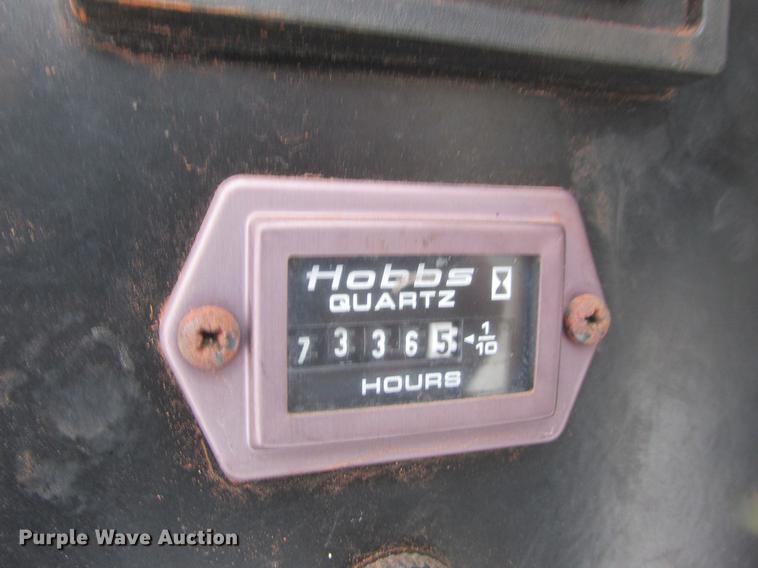 Hobbs
QUARTZ
7 3 3 6 5 ◄ 1/10
HOURS
Purple Wave Auction